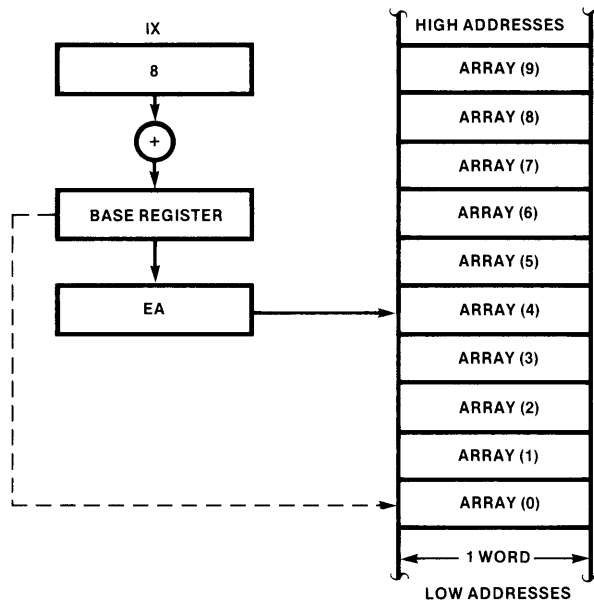 IX
8
+
BASE REGISTER
EA
HIGH ADDRESSES
ARRAY (9)
ARRAY (8)
ARRAY (7)
ARRAY (6)
ARRAY (5)
ARRAY (4)
ARRAY (3)
ARRAY (2)
ARRAY (1)
ARRAY (0)
1 WORD
LOW ADDRESSES